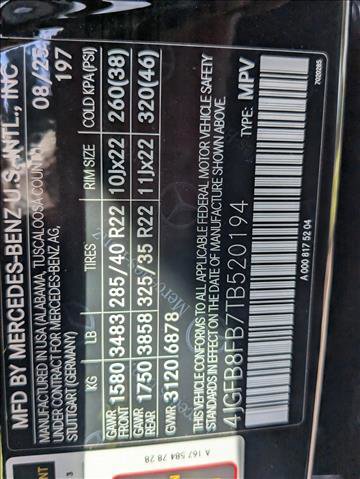 MFD BY MERCEDES-BENZ U.S. INTL., INC
MANUFACTURED IN USA (ALABAMA, TUSCALOOSA COUNTY)
UNDER CONTRACT FOR MERCEDES-BENZ AG,
STUTTGART (GERMANY)
08/25
197
KG LB TIRES RIM SIZE COLD KPA(PSI)
GAWR FRONT 1580 3483 285/40 R22 10Jx22 260(38)
GAWR REAR 1750 3858 325/35 R22 11Jx22 320(46)
GVWR 3120 6878
THIS VEHICLE CONFORMS TO ALL APPLICABLE FEDERAL MOTOR VEHICLE SAFETY
STANDARDS IN EFFECT ON THE DATE OF MANUFACTURE SHOWN ABOVE.
4JGFB8FB7TB520194 TYPE: MPV
A 000 817 52 04
7020285
A 167 584 78 28